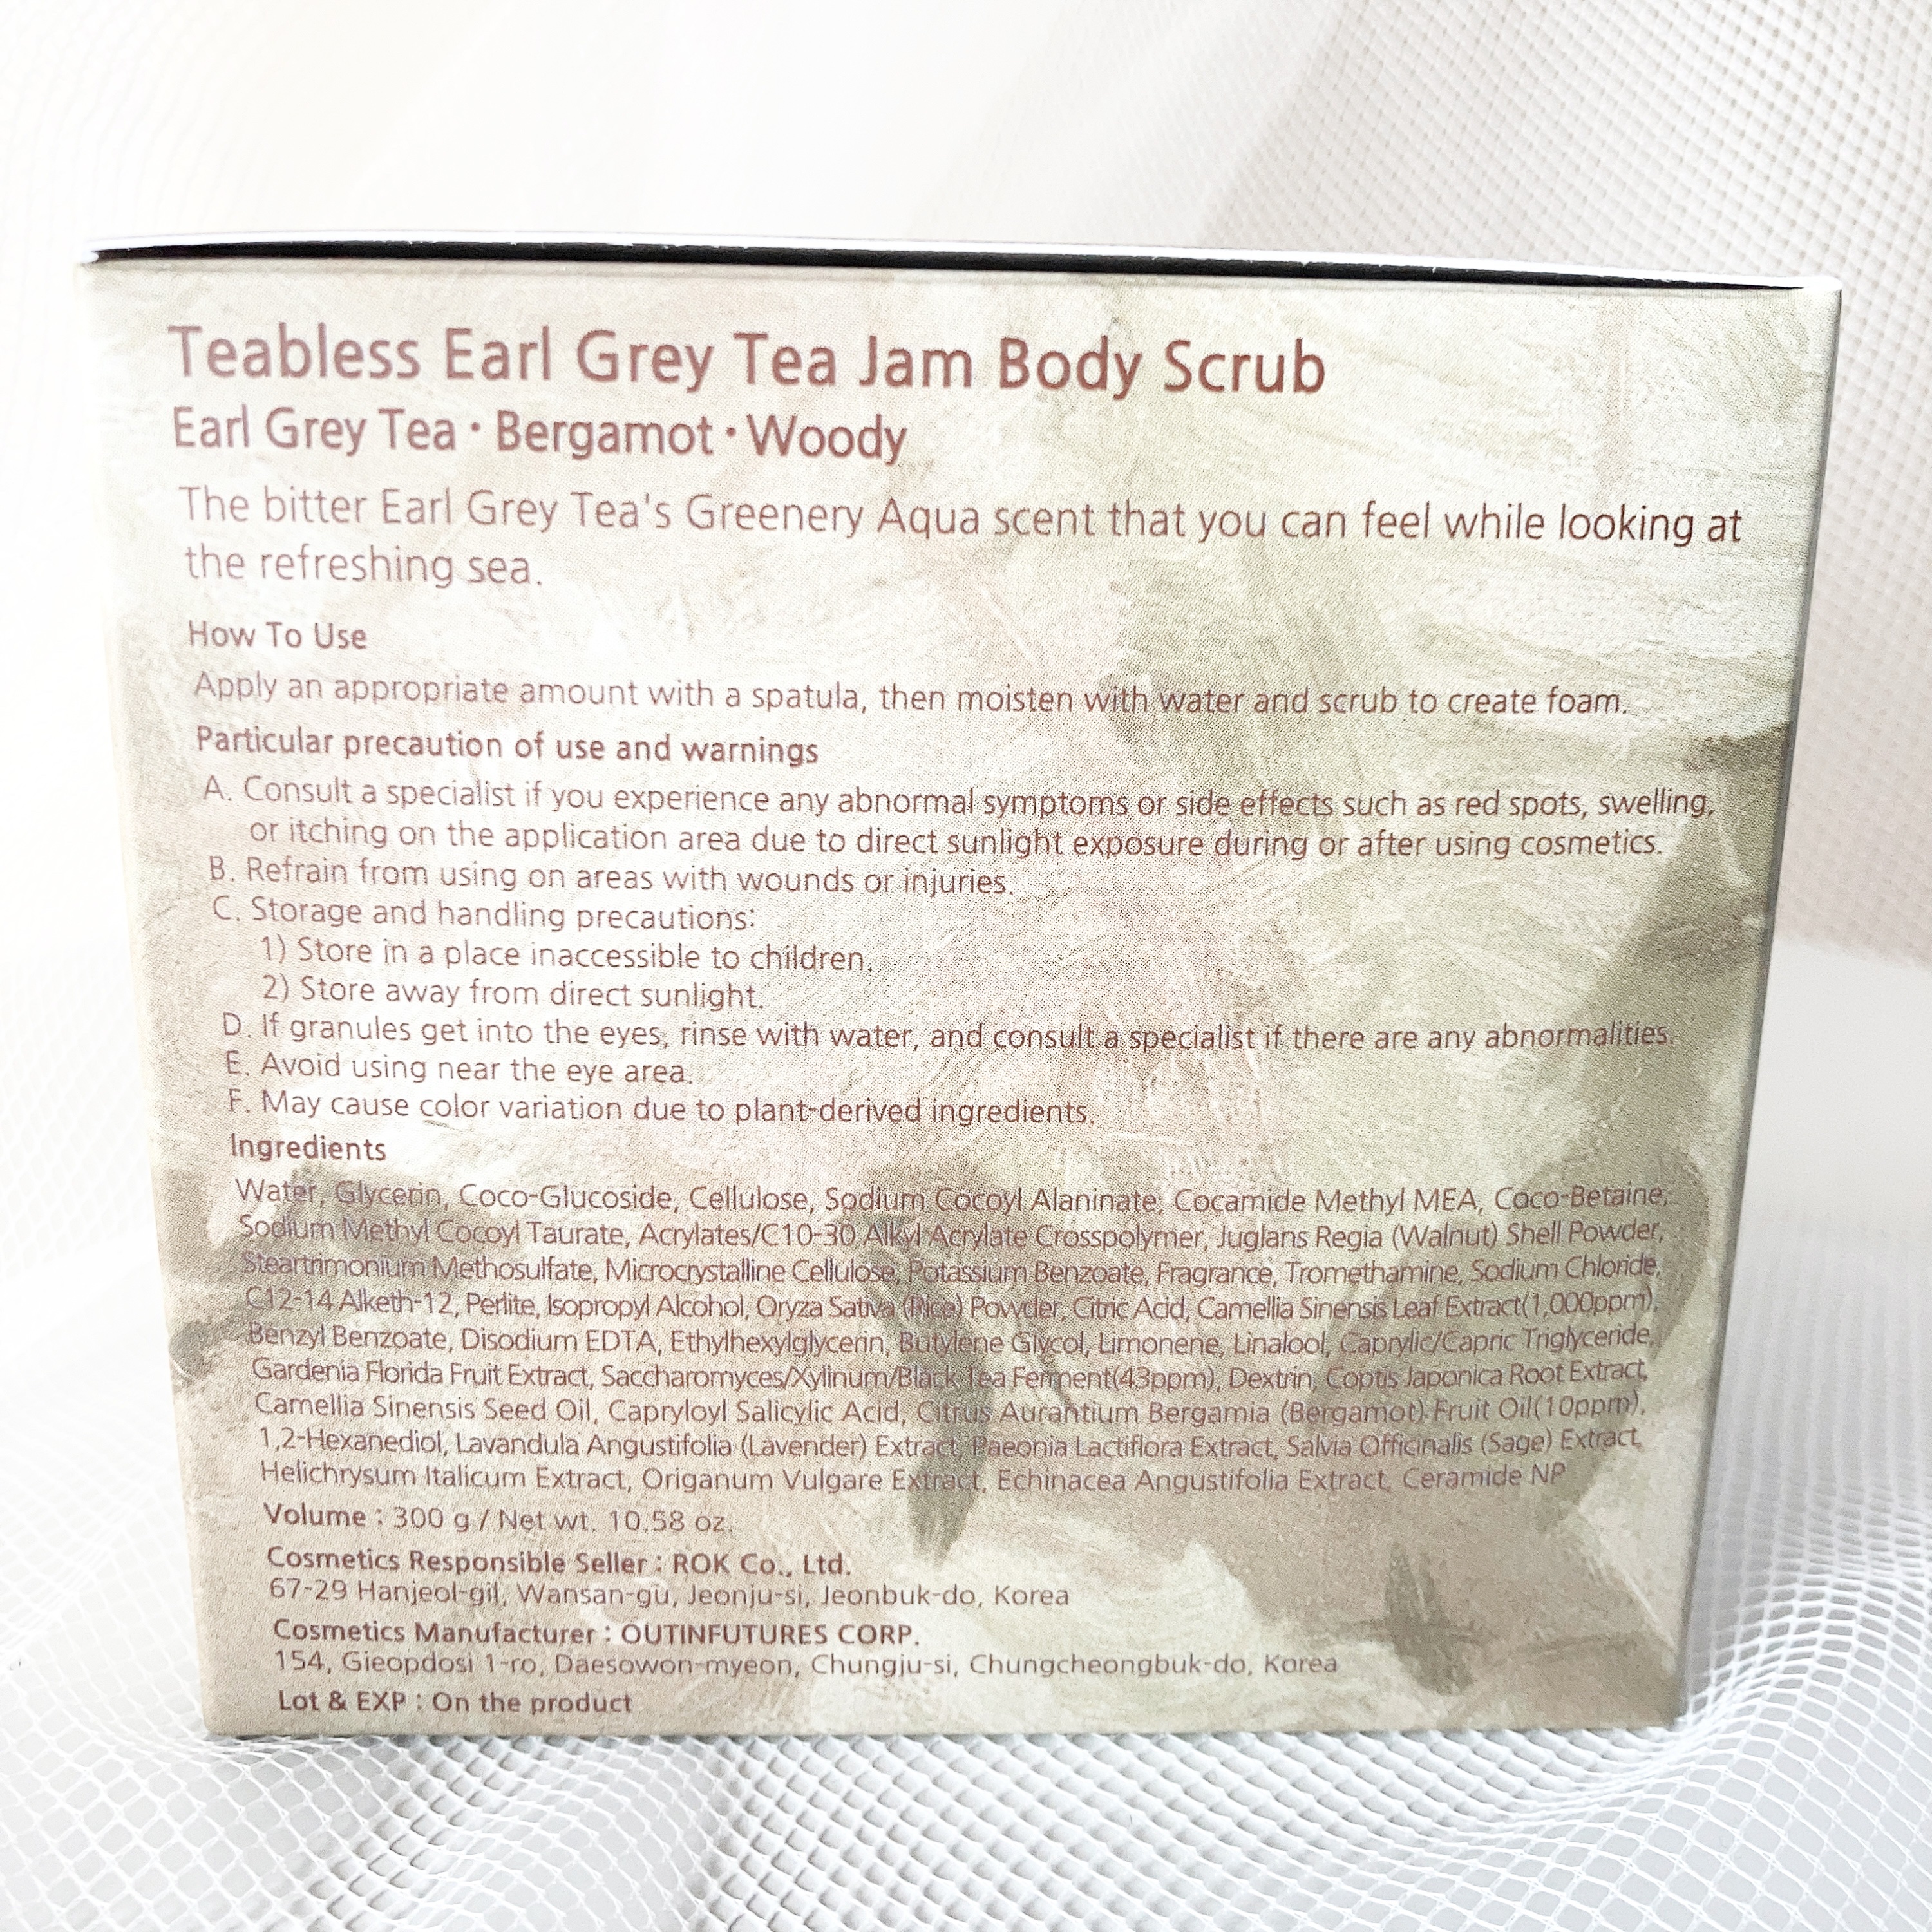 Teabless Earl Grey Tea Jam Body Scrub
Earl Grey Tea · Bergamot · Woody
The bitter Earl Grey Tea's Greenery Aqua scent that you can feel while looking at
the refreshing sea.
How To Use
Apply an appropriate amount with a spatula, then moisten with water and scrub to create foam.
Particular precaution of use and warnings
A. Consult a specialist if you experience any abnormal symptoms or side effects such as red spots, swelling,
or itching on the application area due to direct sunlight exposure during or after using cosmetics.
B. Refrain from using on areas with wounds or injuries.
C. Storage and handling precautions:
1) Store in a place inaccessible to children.
2) Store away from direct sunlight.
D. If granules get into the eyes, rinse with water, and consult a specialist if there are any abnormalities.
E. Avoid using near the eye area.
F. May cause color variation due to plant-derived ingredients.
Ingredients
Water, Glycerin, Coco-Glucoside, Cellulose, Sodium Cocoyl Alaninate, Cocamide Methyl MEA, Coco-Betaine,
Sodium Methyl Cocoyl Taurate, Acrylates/C10-30 Alkyl Acrylate Crosspolymer, Juglans Regia (Walnut) Shell Powder,
Steartrimonium Methosulfate, Microcrystalline Cellulose, Potassium Benzoate, Fragrance, Tromethamine, Sodium Chloride,
C12-14 Alketh-12, Perlite, Isopropyl Alcohol, Oryza Sativa (Rice) Powder, Citric Acid, Camellia Sinensis Leaf Extract(1,000ppm),
Benzyl Benzoate, Disodium EDTA, Ethylhexylglycerin, Butylene Glycol, Limonene, Linalool, Caprylic/Capric Triglyceride,
Gardenia Florida Fruit Extract, Saccharomyces/Xylinum/Black Tea Ferment(43ppm), Dextrin, Coptis Japonica Root Extract,
Camellia Sinensis Seed Oil, Capryloyl Salicylic Acid, Citrus Aurantium Bergamia (Bergamot) Fruit Oil(10ppm),
1,2-Hexanediol, Lavandula Angustifolia (Lavender) Extract, Paeonia Lactiflora Extract, Salvia Officinalis (Sage) Extract,
Helichrysum Italicum Extract, Origanum Vulgare Extract, Echinacea Angustifolia Extract, Ceramide NP
Volume : 300 g / Net wt. 10.58 oz.
Cosmetics Responsible Seller : ROK Co., Ltd.
67-29 Hanjeol-gil, Wansan-gu, Jeonju-si, Jeonbuk-do, Korea
Cosmetics Manufacturer : OUTINFUTURES CORP.
154, Gieopdosi 1-ro, Daesowon-myeon, Chungju-si, Chungcheongbuk-do, Korea
Lot & EXP : On the product